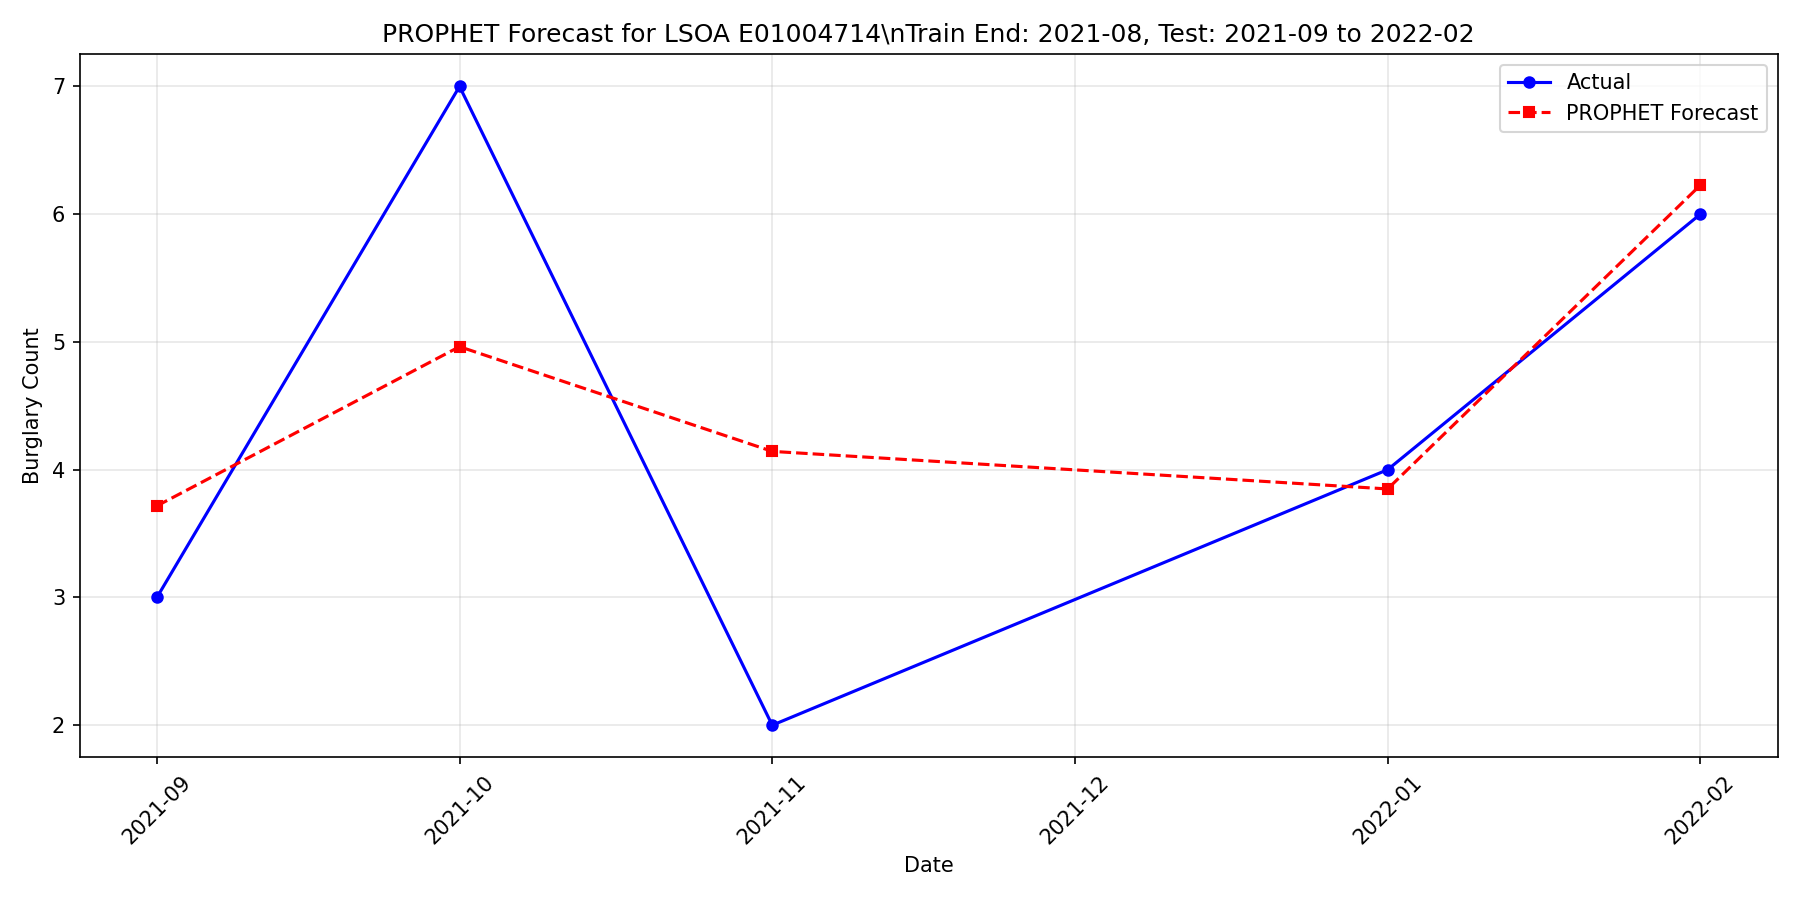 PROPHET Forecast for LSOA E01004714\nTrain End: 2021-08, Test: 2021-09 to 2022-02
Actual
PROPHET Forecast
Burglary Count
7
6
5
4
3
2
2021-09
2021-10
2021-11
2021-12
2022-01
2022-02
Date